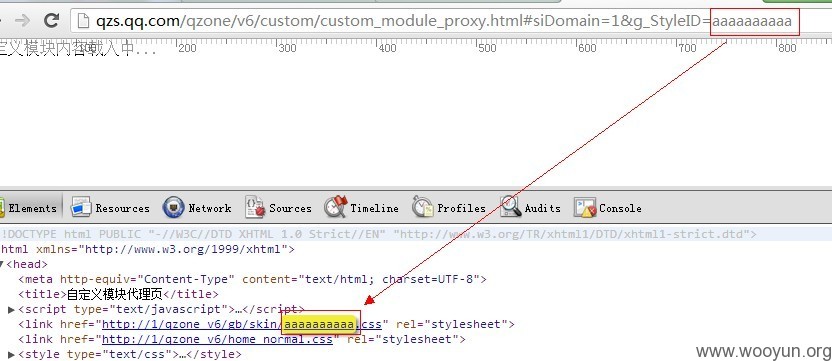 qzs.qq.com/qzone/v6/custom/custom_module_proxy.html#siDomain=1&g_StyleID=aaaaaaaaaa
定义模块内容载入中...
100 200 300 400 500 600 700 800
Elements Resources Network Sources Timeline Profiles Audits Console
!DOCTYPE html PUBLIC "-//W3C//DTD XHTML 1.0 Strict//EN" "http://www.w3.org/TR/xhtml1/DTD/xhtml1-strict.dtd">
html xmlns="http://www.w3.org/1999/xhtml">
▼<head>
<meta http-equiv="Content-Type" content="text/html; charset=UTF-8">
<title>自定义模块代理页</title>
▶<script type="text/javascript">…</script>
<link href="http://1/qzone_v6/gb/skin/aaaaaaaaaa.css" rel="stylesheet">
<link href="http://1/qzone_v6/home_normal.css" rel="stylesheet">
▶<style type="text/css">…</style>
www.wooyun.org